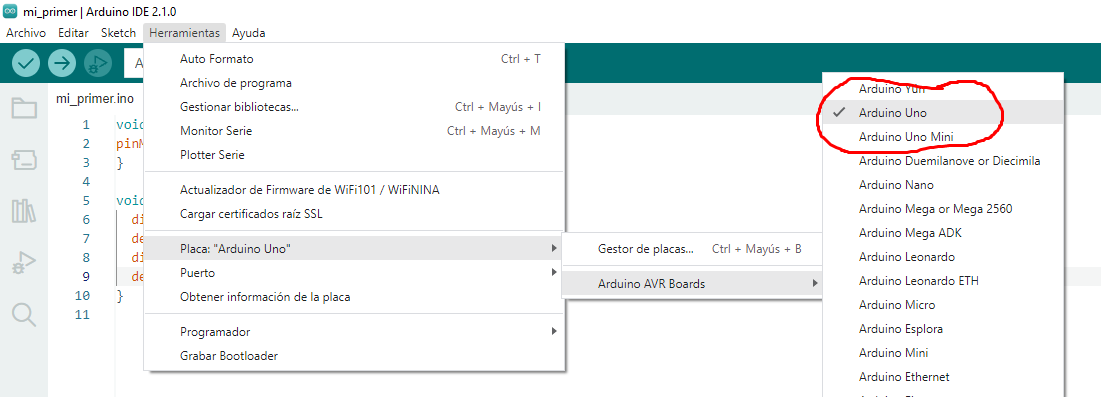 mi_primer | Arduino IDE 2.1.0
Archivo Editar Sketch Herramientas Ayuda
mi_primer.ino
1 void
2 pinM
3 }
4
5 void
6 di
7 de
8 di
9 de
10 }
11
Auto Formato Ctrl + T
Archivo de programa
Gestionar bibliotecas... Ctrl + Mayús + I
Monitor Serie Ctrl + Mayús + M
Plotter Serie
Actualizador de Firmware de WiFi101 / WiFiNINA
Cargar certificados raíz SSL
Placa: "Arduino Uno"
Puerto
Obtener información de la placa
Programador
Grabar Bootloader
Gestor de placas... Ctrl + Mayús + B
Arduino AVR Boards
Arduino Yún
Arduino Uno
Arduino Uno Mini
Arduino Duemilanove or Diecimila
Arduino Nano
Arduino Mega or Mega 2560
Arduino Mega ADK
Arduino Leonardo
Arduino Leonardo ETH
Arduino Micro
Arduino Esplora
Arduino Mini
Arduino Ethernet